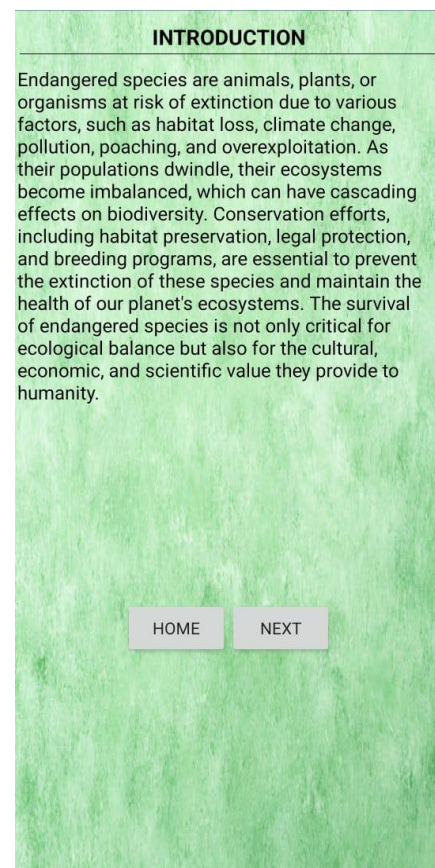 INTRODUCTION
Endangered species are animals, plants, or
organisms at risk of extinction due to various
factors, such as habitat loss, climate change,
pollution, poaching, and overexploitation. As
their populations dwindle, their ecosystems
become imbalanced, which can have cascading
effects on biodiversity. Conservation efforts,
including habitat preservation, legal protection,
and breeding programs, are essential to prevent
the extinction of these species and maintain the
health of our planet's ecosystems. The survival
of endangered species is not only critical for
ecological balance but also for the cultural,
economic, and scientific value they provide to
humanity.
HOME NEXT